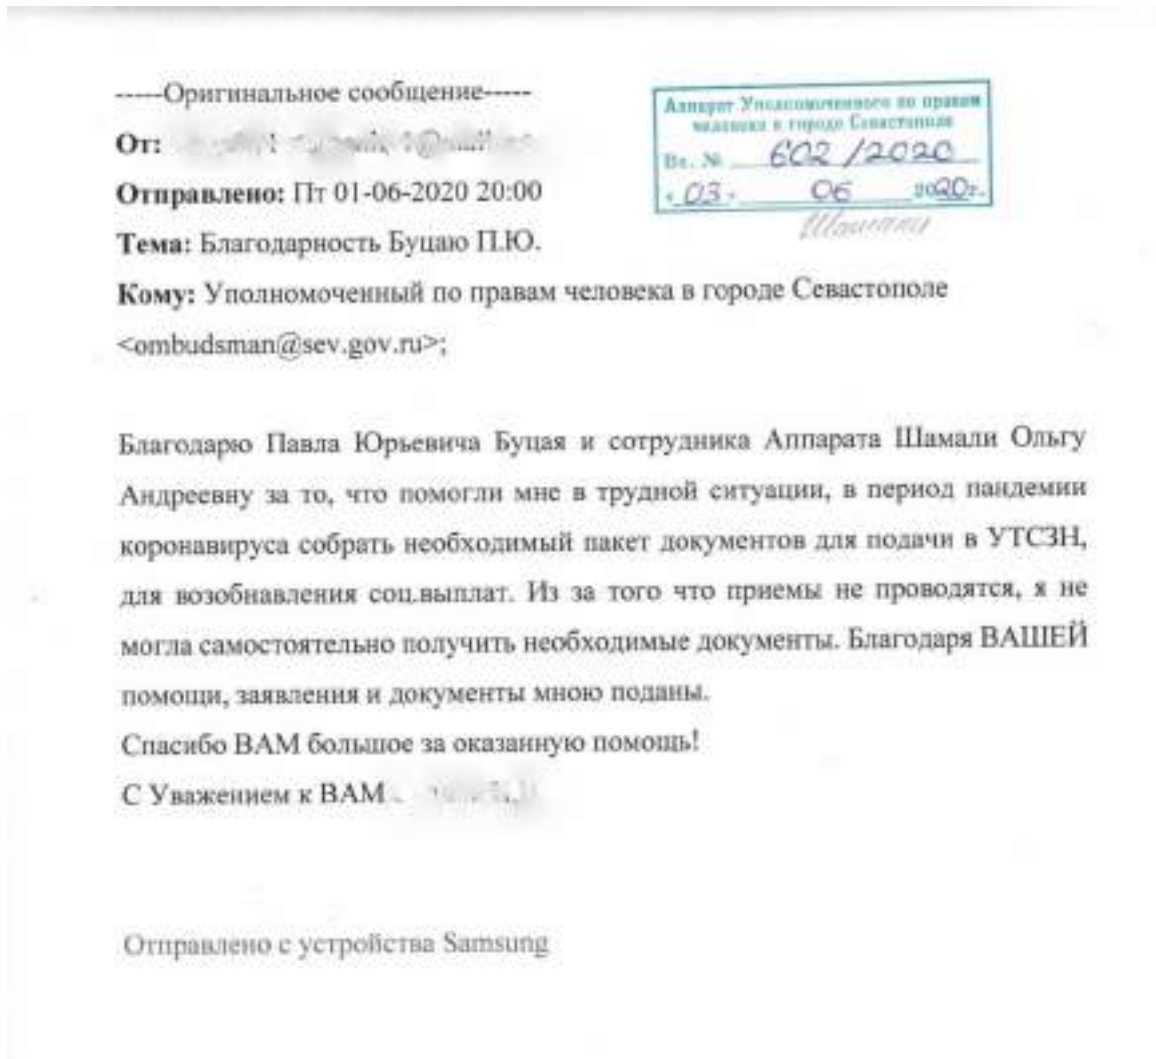 -----Оригинальное сообщение-----
Аппарат Уполномоченного по правам
человека в городе Севастополе
Вх. № 602 /2020
«03» 06 2020г.
От:
Отправлено: Пт 01-06-2020 20:00
Тема: Благодарность Буцаю П.Ю.
Кому: Уполномоченный по правам человека в городе Севастополе
<ombudsman@sev.gov.ru>;
Благодарю Павла Юрьевича Буцая и сотрудника Аппарата Шамали Ольгу
Андреевну за то, что помогли мне в трудной ситуации, в период пандемии
коронавируса собрать необходимый пакет документов для подачи в УТСЗН,
для возобнавления соц.выплат. Из за того что приемы не проводятся, я не
могла самостоятельно получить необходимые документы. Благодаря ВАШЕЙ
помощи, заявления и документы мною поданы.
Спасибо ВАМ большое за оказанную помощь!
С Уважением к ВАМ
Отправлено с устройства Samsung